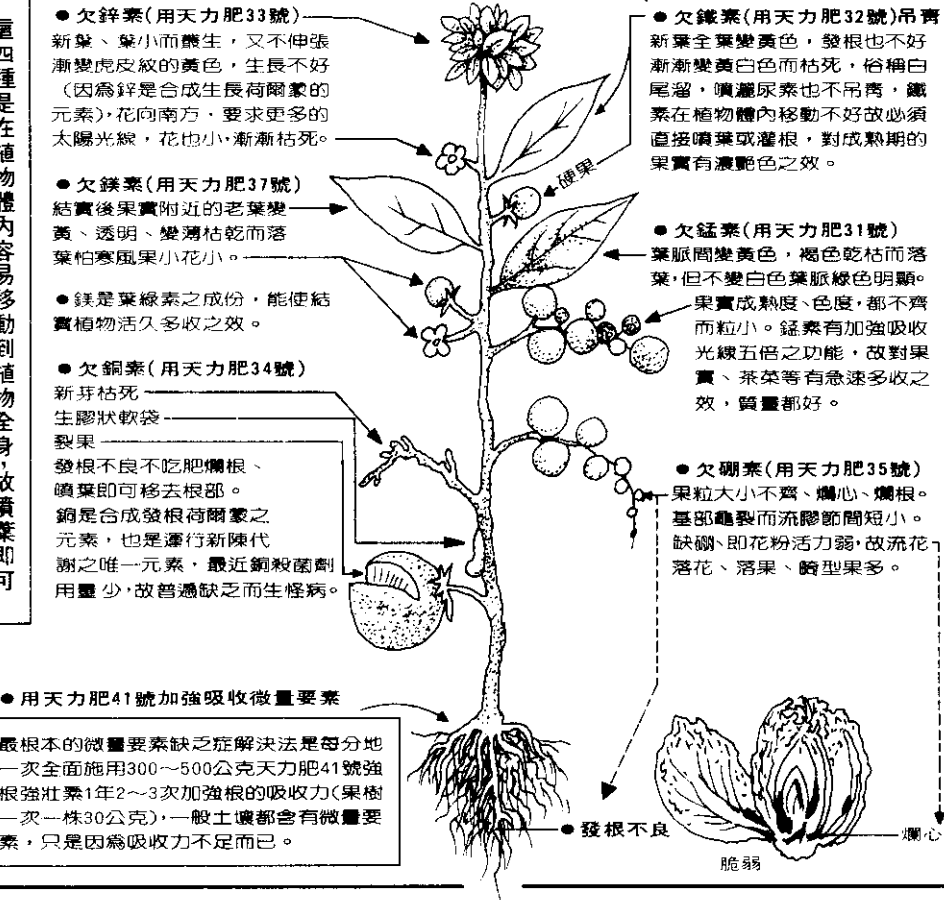 這四種是在植物體內容易移動到植物全身，故噴葉即可
● 欠鋅素(用天力肥33號)
新葉、葉小而叢生，又不伸張
漸變虎皮紋的黃色，生長不好
(因為鋅是合成生長荷爾蒙的
元素)，花向南方，要求更多的
太陽光線，花也小，漸漸枯死。
● 欠鎂素(用天力肥37號)
結實後果實附近的老葉變
黃、透明、變薄枯乾而落
葉怕寒風果小花小。
● 鎂是葉綠素之成份，能使結
實植物活久多收之效。
● 欠銅素(用天力肥34號)
新芽枯死
生膠狀軟袋
裂果
發根不良不吃肥爛根、
噴葉即可移去根部。
銅是合成發根荷爾蒙之
元素，也是運行新陳代
謝之唯一元素，最近銅殺菌劑
用量少，故普遍缺乏而生怪病。
● 欠鐵素(用天力肥32號)吊青
新葉全葉變黃色，發根也不好
漸漸變黃白色而枯死，俗稱白
尾溜，噴灑尿素也不吊青，鐵
素在植物體內移動不好故必須
直接噴葉或灌根，對成熟期的
果實有濃艷色之效。
硬果
● 欠錳素(用天力肥31號)
葉脈間變黃色，褐色乾枯而落
葉，但不變白色葉脈綠色明顯。
果實成熟度、色度，都不齊
而粒小。錳素有加強吸收
光線五倍之功能，故對果
實、茶菜等有急速多收之
效，質量都好。
● 欠硼素(用天力肥35號)
果粒大小不齊、爛心、爛根。
基部龜裂而流膠節間短小。
缺硼、即花粉活力弱，故流花
落花、落果、畸型果多。
● 用天力肥41號加強吸收微量要素
最根本的微量要素缺乏症解決法是每分地
一次全面施用300～500公克天力肥41號強
根強壯素1年2～3次加強根的吸收力(果樹
一次一株30公克)，一般土壤都含有微量要
素，只是因為吸收力不足而已。
● 發根不良
脆弱
爛心